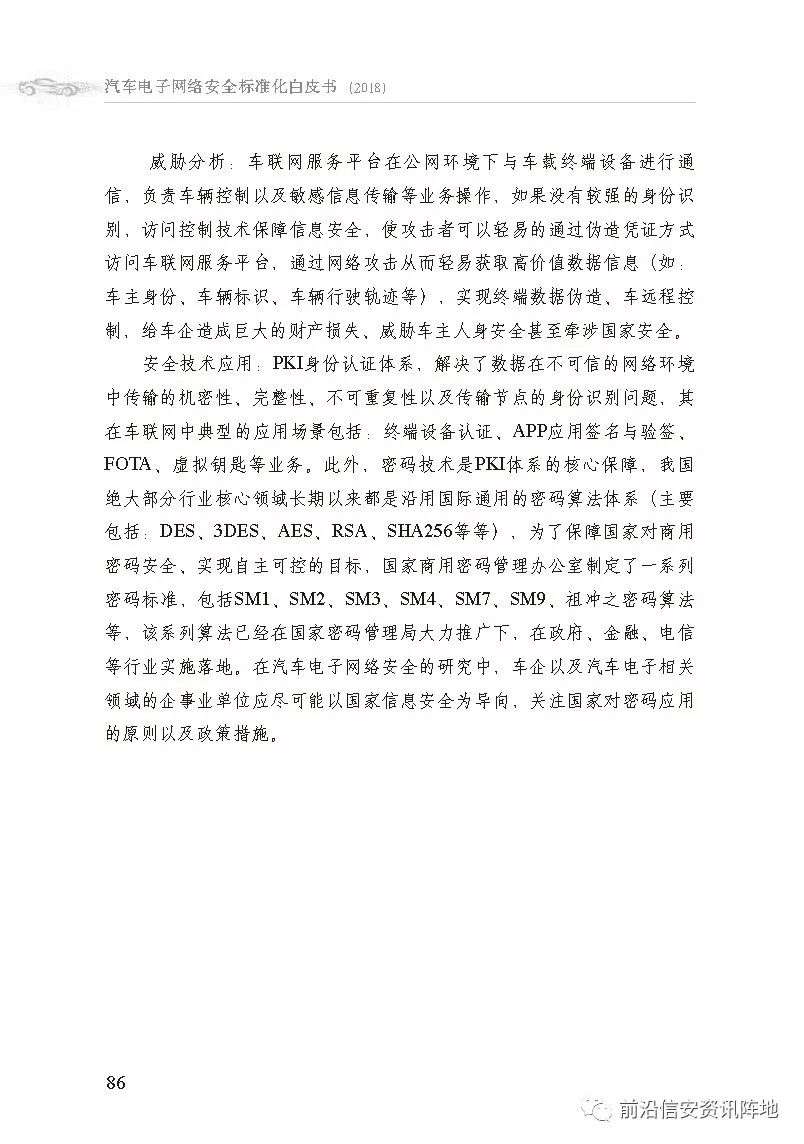 汽车电子网络安全标准化白皮书 (2018)
威胁分析：车联网服务平台在公网环境下与车载终端设备进行通
信，负责车辆控制以及敏感信息传输等业务操作，如果没有较强的身份识
别，访问控制技术保障信息安全，使攻击者可以轻易的通过伪造凭证方式
访问车联网服务平台，通过网络攻击从而轻易获取高价值数据信息（如：
车主身份、车辆标识、车辆行驶轨迹等），实现终端数据伪造、车远程控
制，给车企造成巨大的财产损失、威胁车主人身安全甚至牵涉国家安全。
安全技术应用：PKI身份认证体系，解决了数据在不可信的网络环境
中传输的机密性、完整性、不可重复性以及传输节点的身份识别问题，其
在车联网中典型的应用场景包括：终端设备认证、APP应用签名与验签、
FOTA、虚拟钥匙等业务。此外，密码技术是PKI体系的核心保障，我国
绝大部分行业核心领域长期以来都是沿用国际通用的密码算法体系（主要
包括：DES、3DES、AES、RSA、SHA256等等），为了保障国家对商用
密码安全、实现自主可控的目标，国家商用密码管理办公室制定了一系列
密码标准，包括SM1、SM2、SM3、SM4、SM7、SM9、祖冲之密码算法
等，该系列算法已经在国家密码管理局大力推广下，在政府、金融、电信
等行业实施落地。在汽车电子网络安全的研究中，车企以及汽车电子相关
领域的企事业单位应尽可能以国家信息安全为导向，关注国家对密码应用
的原则以及政策措施。
86
前沿信安资讯阵地